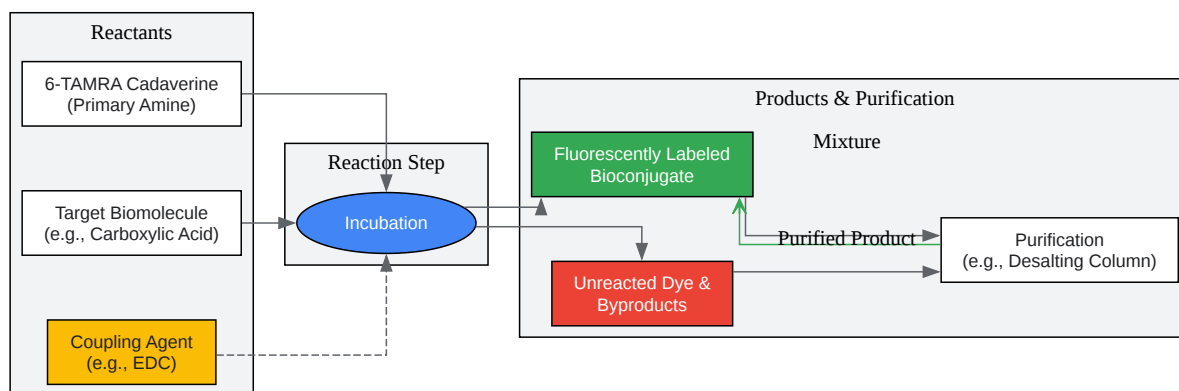 Reactants
6-TAMRA Cadaverine
(Primary Amine)
Target Biomolecule
(e.g., Carboxylic Acid)
Coupling Agent
(e.g., EDC)
Reaction Step
Incubation
Products & Purification
Mixture
Fluorescently Labeled
Bioconjugate
Purified Product
Purification
(e.g., Desalting Column)
Unreacted Dye &
Byproducts